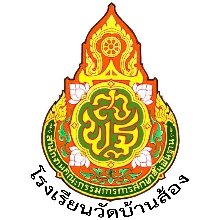 สำนักงานคณะกรรมการการศึกษาขั้นพื้นฐาน
โรงเรียนวัดบ้านส้อง